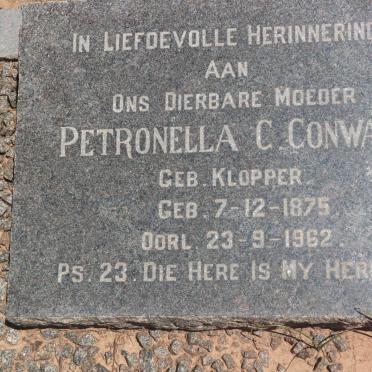 IN LIEFDEVOLLE HERINNERIN
AAN
ONS DIERBARE MOEDER
PETRONELLA C. CONWA
GEB. KLOPPER
GEB. 7-12-1875
OORL. 23-9-1962.
PS. 23. DIE HERE IS MY HER